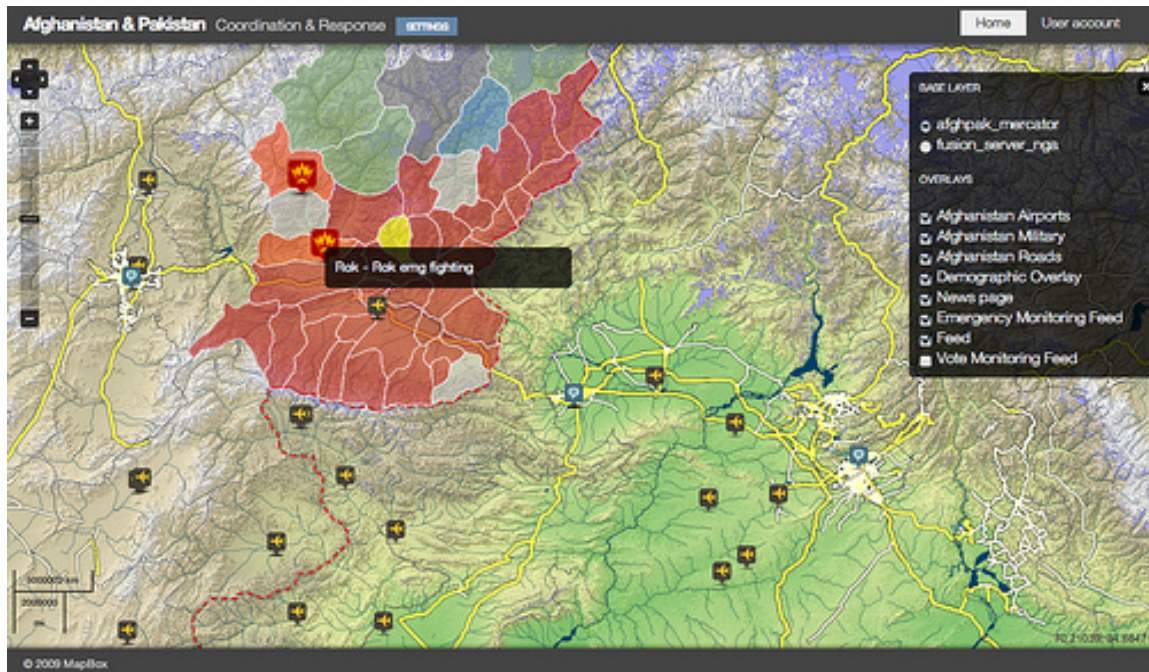 Afghanistan & Pakistan Coordination & Response SETTINGS
Home User account
BASE LAYER
afghpak_mercator
fusion_server_nga
OVERLAYS
Afghanistan Airports
Afghanistan Military
Afghanistan Roads
Demographic Overlay
News page
Emergency Monitoring Feed
Feed
Vote Monitoring Feed
Rok - Rok emg fighting
© 2009 MapBox